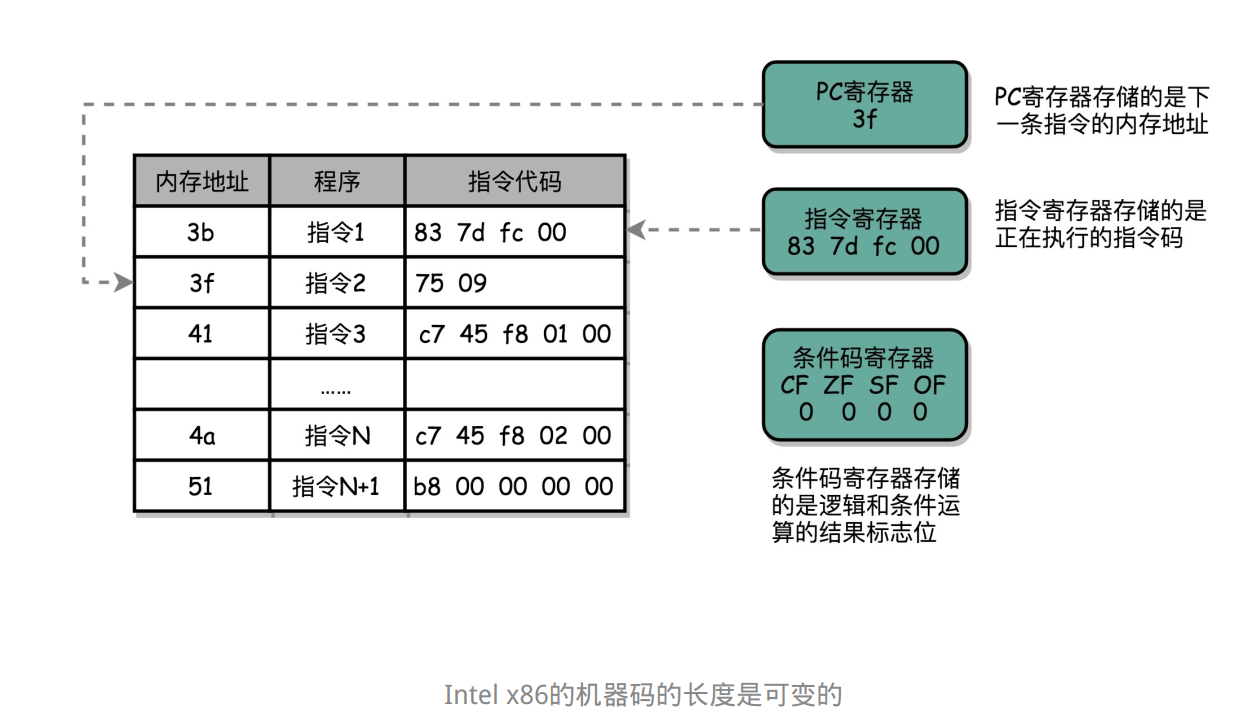 PC寄存器
3f
PC寄存器存储的是下
一条指令的内存地址
内存地址 程序 指令代码
3b 指令1 83 7d fc 00
3f 指令2 75 09
41 指令3 c7 45 f8 01 00
……
4a 指令N c7 45 f8 02 00
51 指令N+1 b8 00 00 00 00
指令寄存器
83 7d fc 00
指令寄存器存储的是
正在执行的指令码
条件码寄存器
CF ZF SF OF
0 0 0 0
条件码寄存器存储
的是逻辑和条件运
算的结果标志位
Intel x86的机器码的长度是可变的